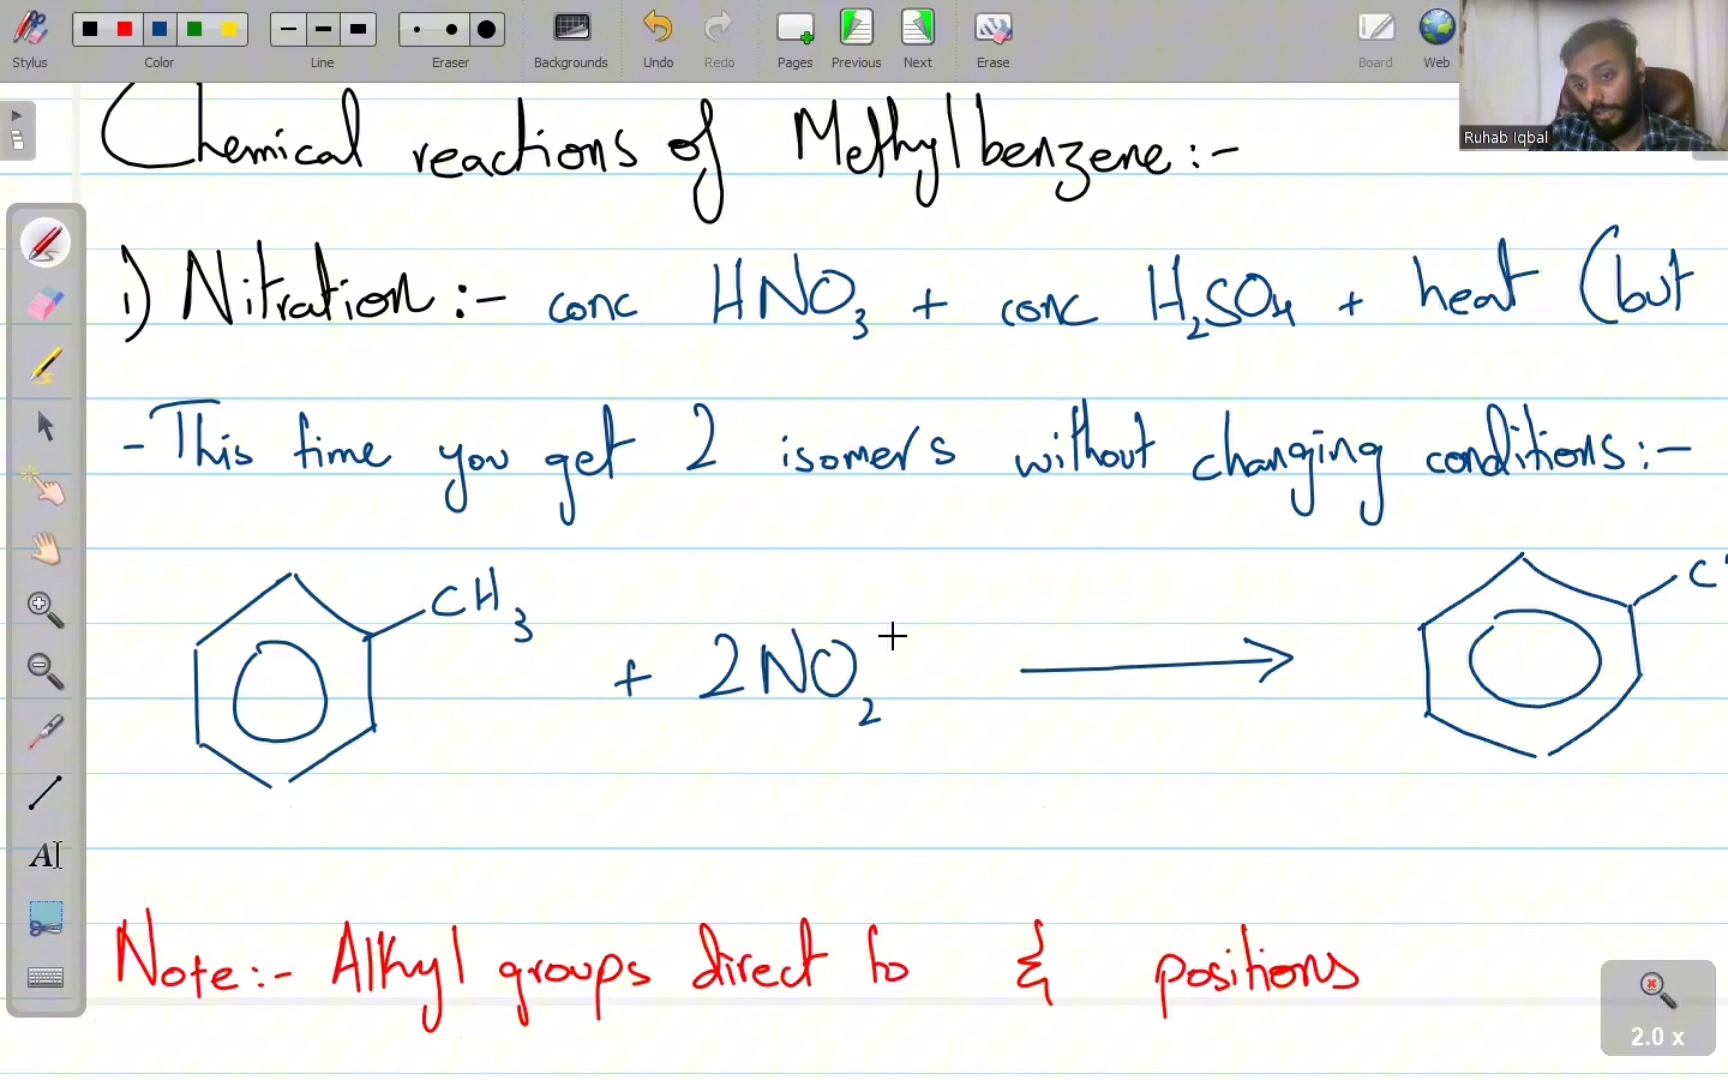 Stylus
Color
Line
Eraser
Backgrounds
Undo
Redo
Pages
Previous
Next
Erase
Board
Web
Ruhab Iqbal
Chemical reactions of Methylbenzene:-
1) Nitration:- conc HNO3 + conc H2SO4 + heat (but
- This time you get 2 isomers without changing conditions:-
CH3 + 2NO2+ → C
Note:- Alkyl groups direct to & positions
AI
2.0 x